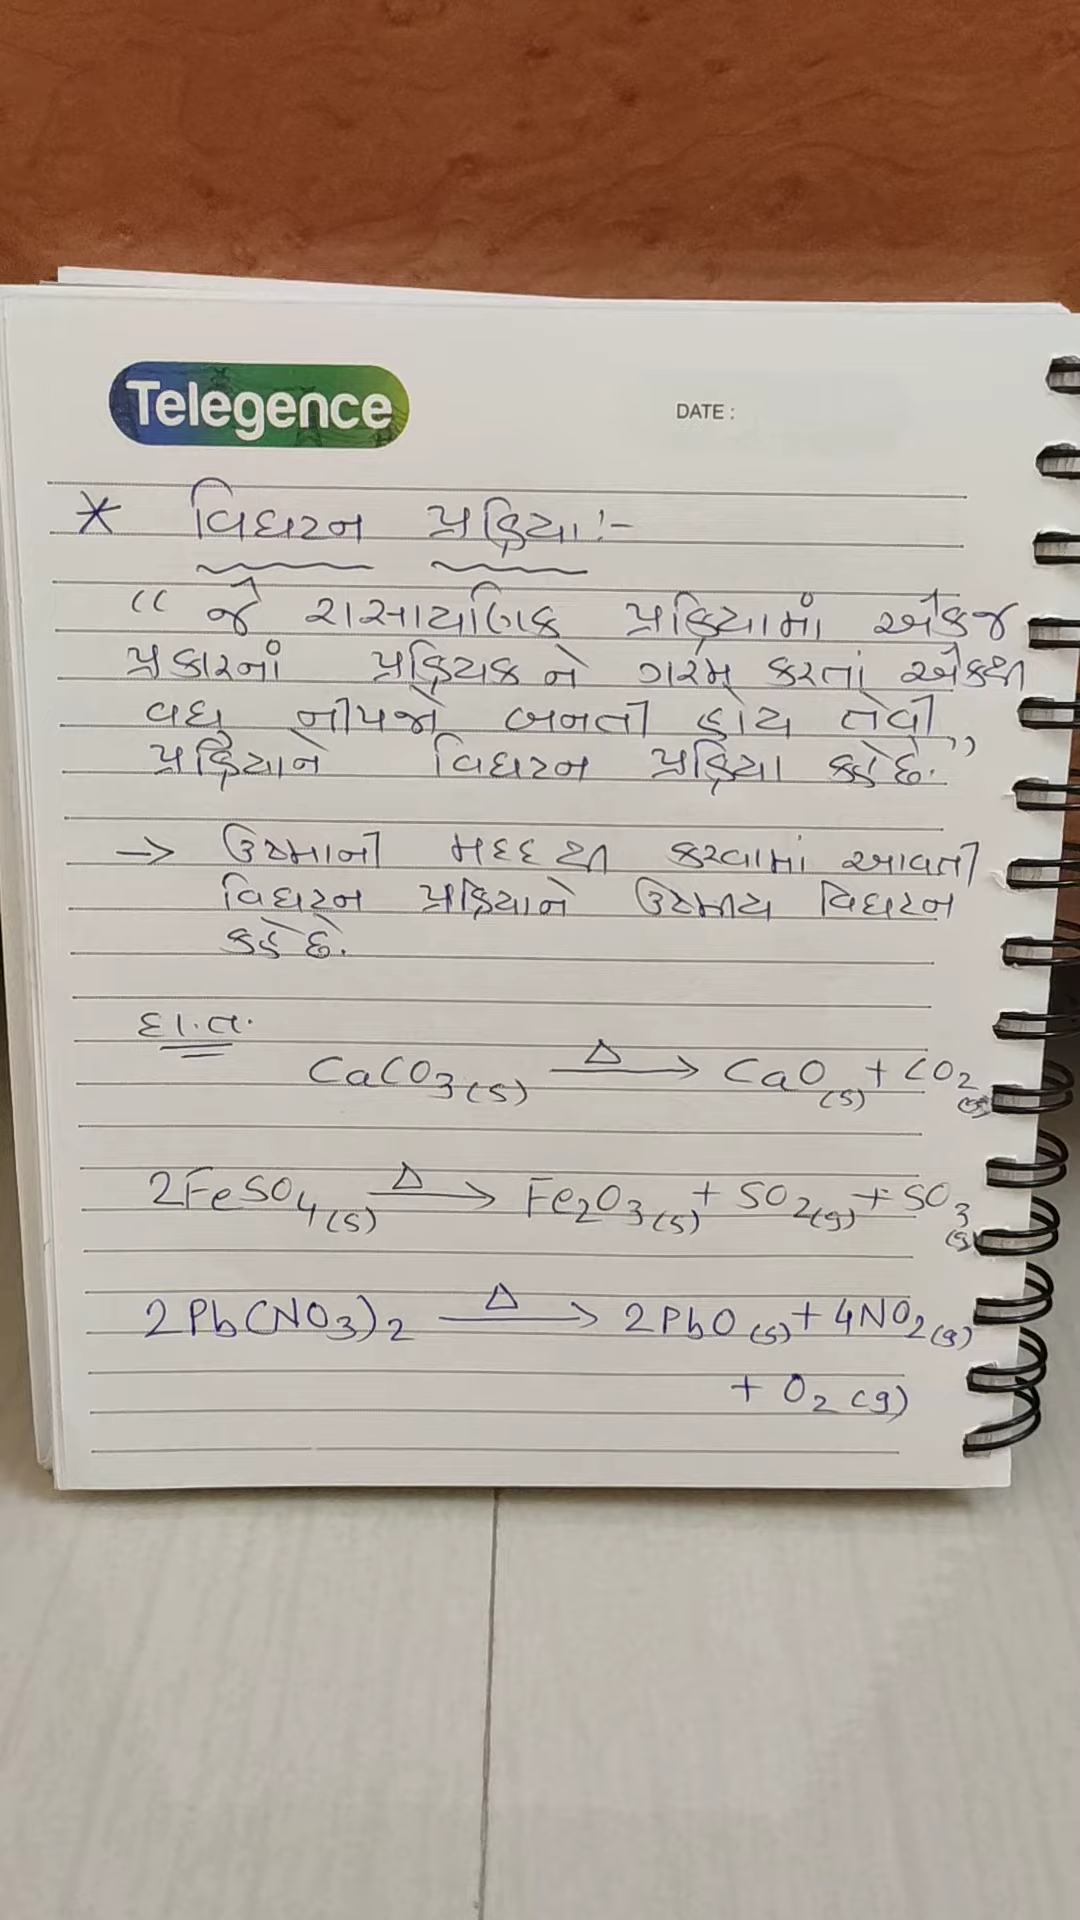 Telegence
DATE :
* વિઘટન પ્રક્રિયા :-
“ જે રાસાયણિક પ્રક્રિયામાં એકજ
પ્રકારનાં પ્રક્રિયક ને ગરમ કરતાં એકથી
વધુ નીપજો બનતી હોય તેવી
પ્રક્રિયાને વિઘટન પ્રક્રિયા કહે છે. ”
→ ઉષ્માની મદદથી કરવામાં આવતી
વિઘટન પ્રક્રિયાને ઉષ્મીય વિઘટન
કહે છે.
દા.ત.
CaCO₃(s) —Δ→ CaO(s) + CO₂(g)
2FeSO₄(s) —Δ→ Fe₂O₃(s) + SO₂(g) + SO₃(g)
2Pb(NO₃)₂ —Δ→ 2PbO(s) + 4NO₂(g)
+ O₂(g)